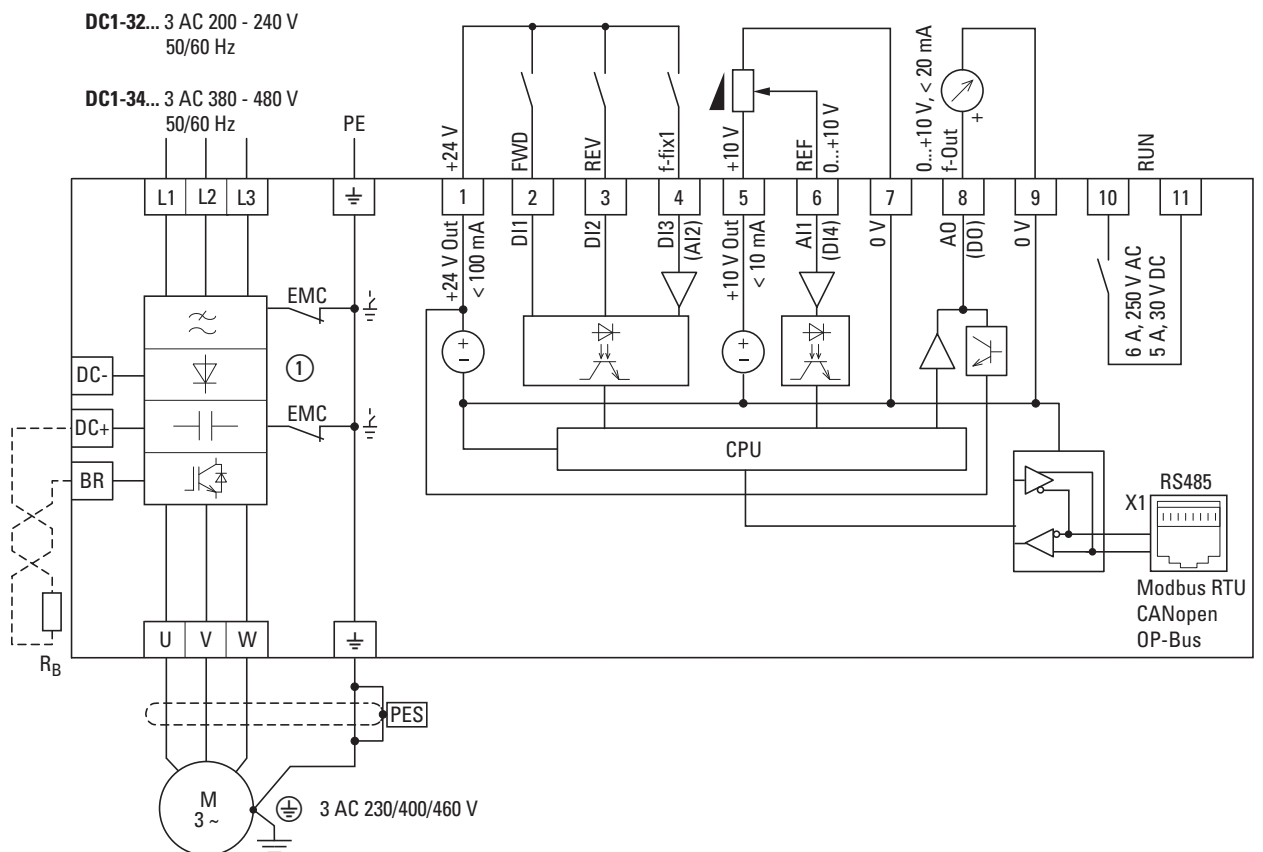 DC1-32... 3 AC 200 - 240 V
50/60 Hz
DC1-34... 3 AC 380 - 480 V
50/60 Hz
PE
+24 V
FWD
REV
f-fix1
+10 V
REF
0...+10 V
0...+10 V, < 20 mA
f-Out
+
RUN
L1 L2 L3
1 2 3 4 5 6 7 8 9 10 11
+24 V Out
< 100 mA
DI1
DI2
DI3
(AI2)
+10 V Out
< 10 mA
AI1
(DI4)
0 V
AO
(DO)
0 V
6 A, 250 V AC
5 A, 30 V DC
EMC
1
EMC
DC-
DC+
BR
+
-
+
-
CPU
RS485
X1
Modbus RTU
CANopen
OP-Bus
RB
U V W
PES
M
3 ~
3 AC 230/400/460 V